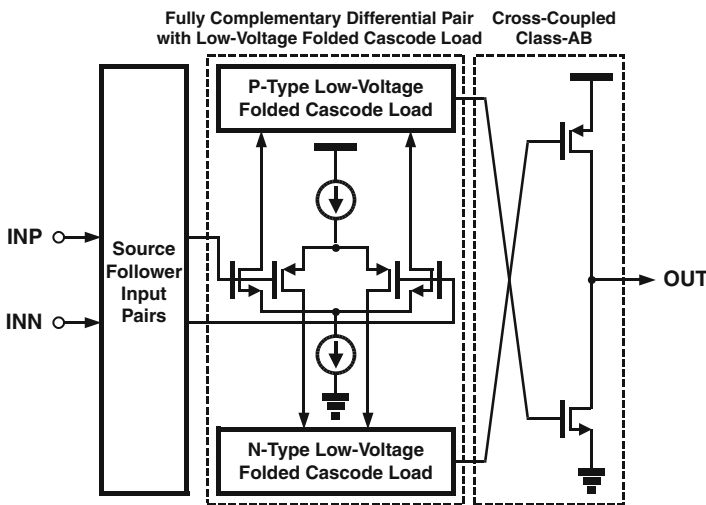 Fully Complementary Differential Pair
with Low-Voltage Folded Cascode Load
Cross-Coupled
Class-AB
P-Type Low-Voltage
Folded Cascode Load
INP
INN
Source
Follower
Input
Pairs
OUT
N-Type Low-Voltage
Folded Cascode Load